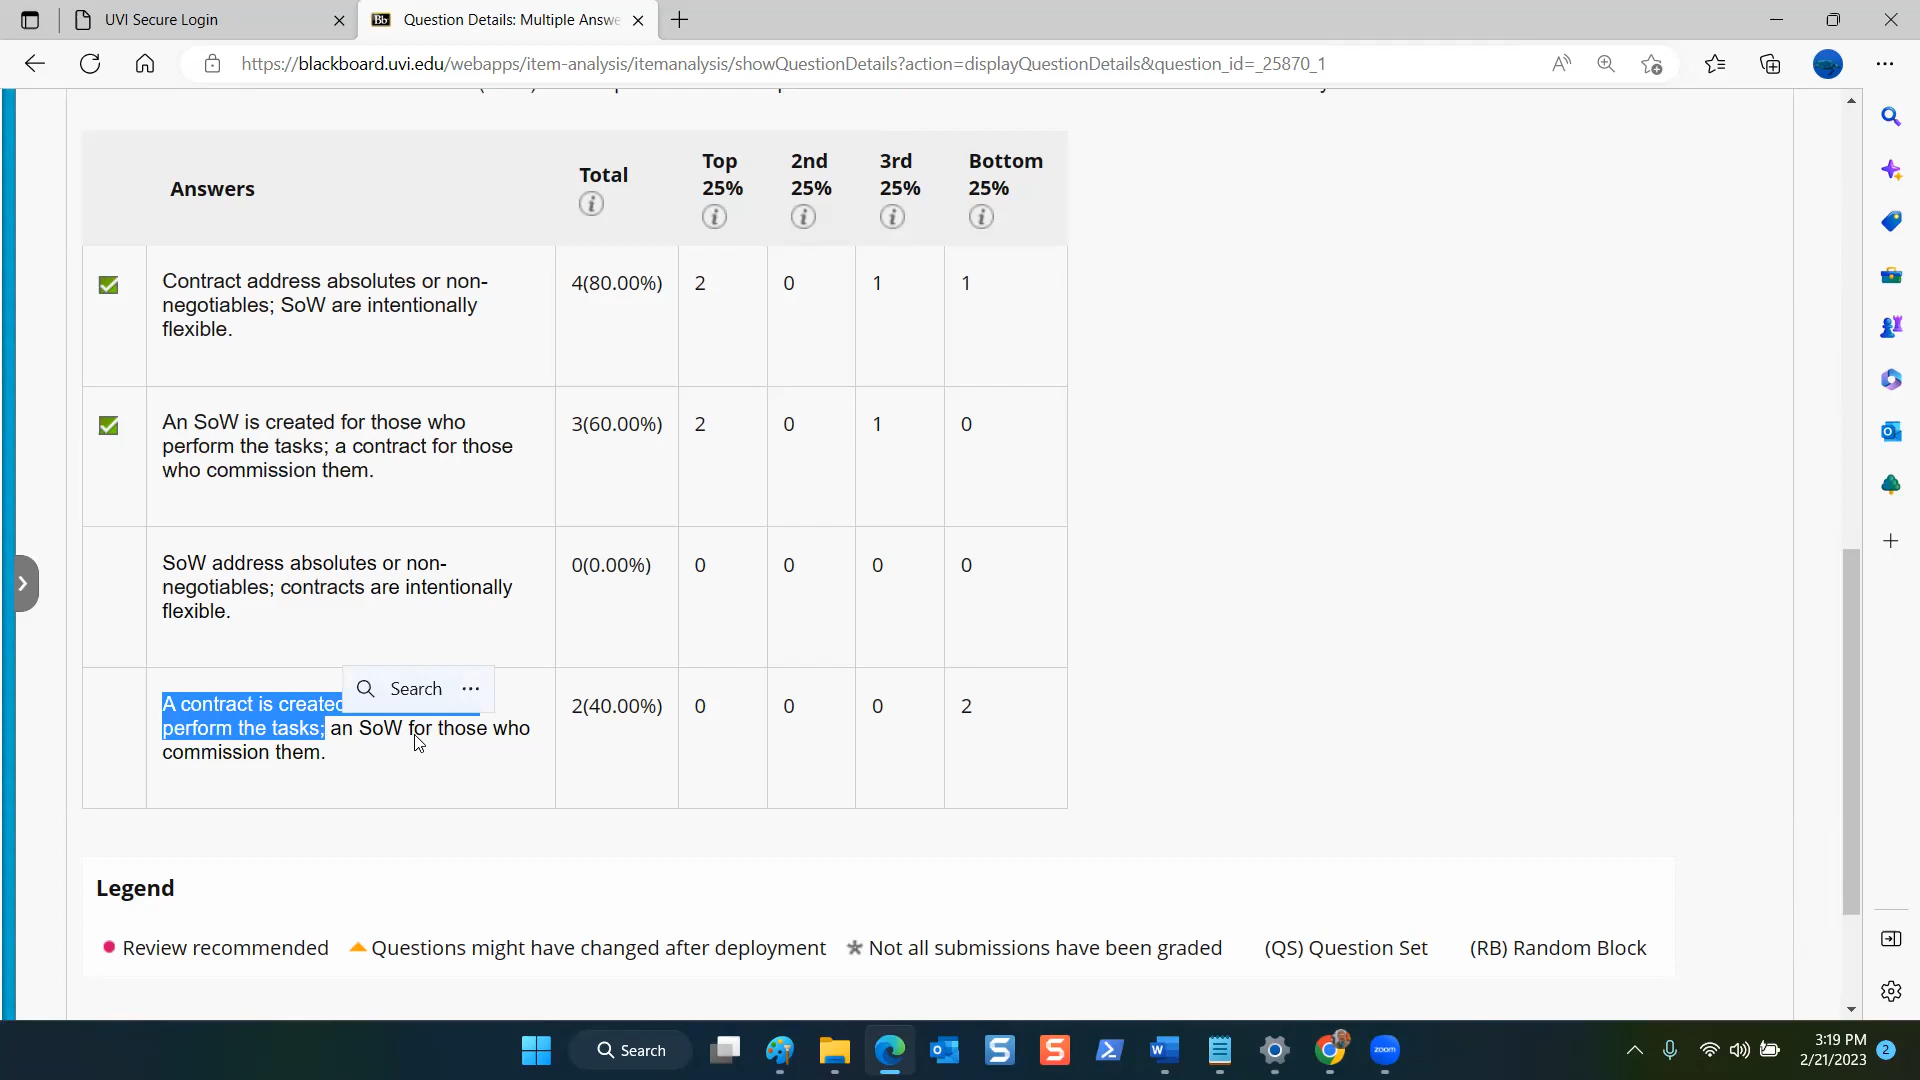 UVI Secure Login
Bb Question Details: Multiple Answe
https://blackboard.uvi.edu/webapps/item-analysis/itemanalysis/showQuestionDetails?action=displayQuestionDetails&question_id=_25870_1
Answers Total Top 25% 2nd 25% 3rd 25% Bottom 25%
Contract address absolutes or non-
negotiables; SoW are intentionally
flexible.
4(80.00%) 2 0 1 1
An SoW is created for those who
perform the tasks; a contract for those
who commission them.
3(60.00%) 2 0 1 0
SoW address absolutes or non-
negotiables; contracts are intentionally
flexible.
0(0.00%) 0 0 0 0
Search ...
A contract is created
perform the tasks; an SoW for those who
commission them.
2(40.00%) 0 0 0 2
Legend
Review recommended Questions might have changed after deployment Not all submissions have been graded (QS) Question Set (RB) Random Block
Search
zoom
3:19 PM
2/21/2023
2